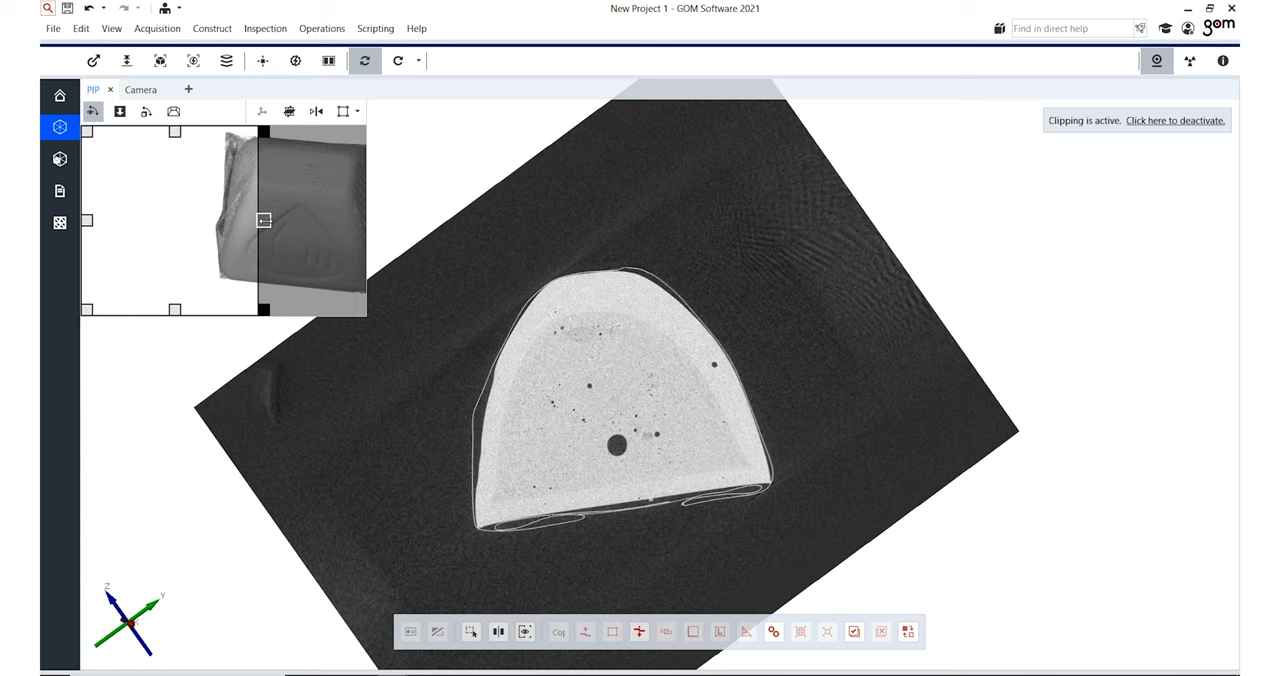 New Project 1 - GOM Software 2021
File Edit View Acquisition Construct Inspection Operations Scripting Help
Find in direct help
gom
PIP Camera
Clipping is active. Click here to deactivate.
Z
Y
Cop